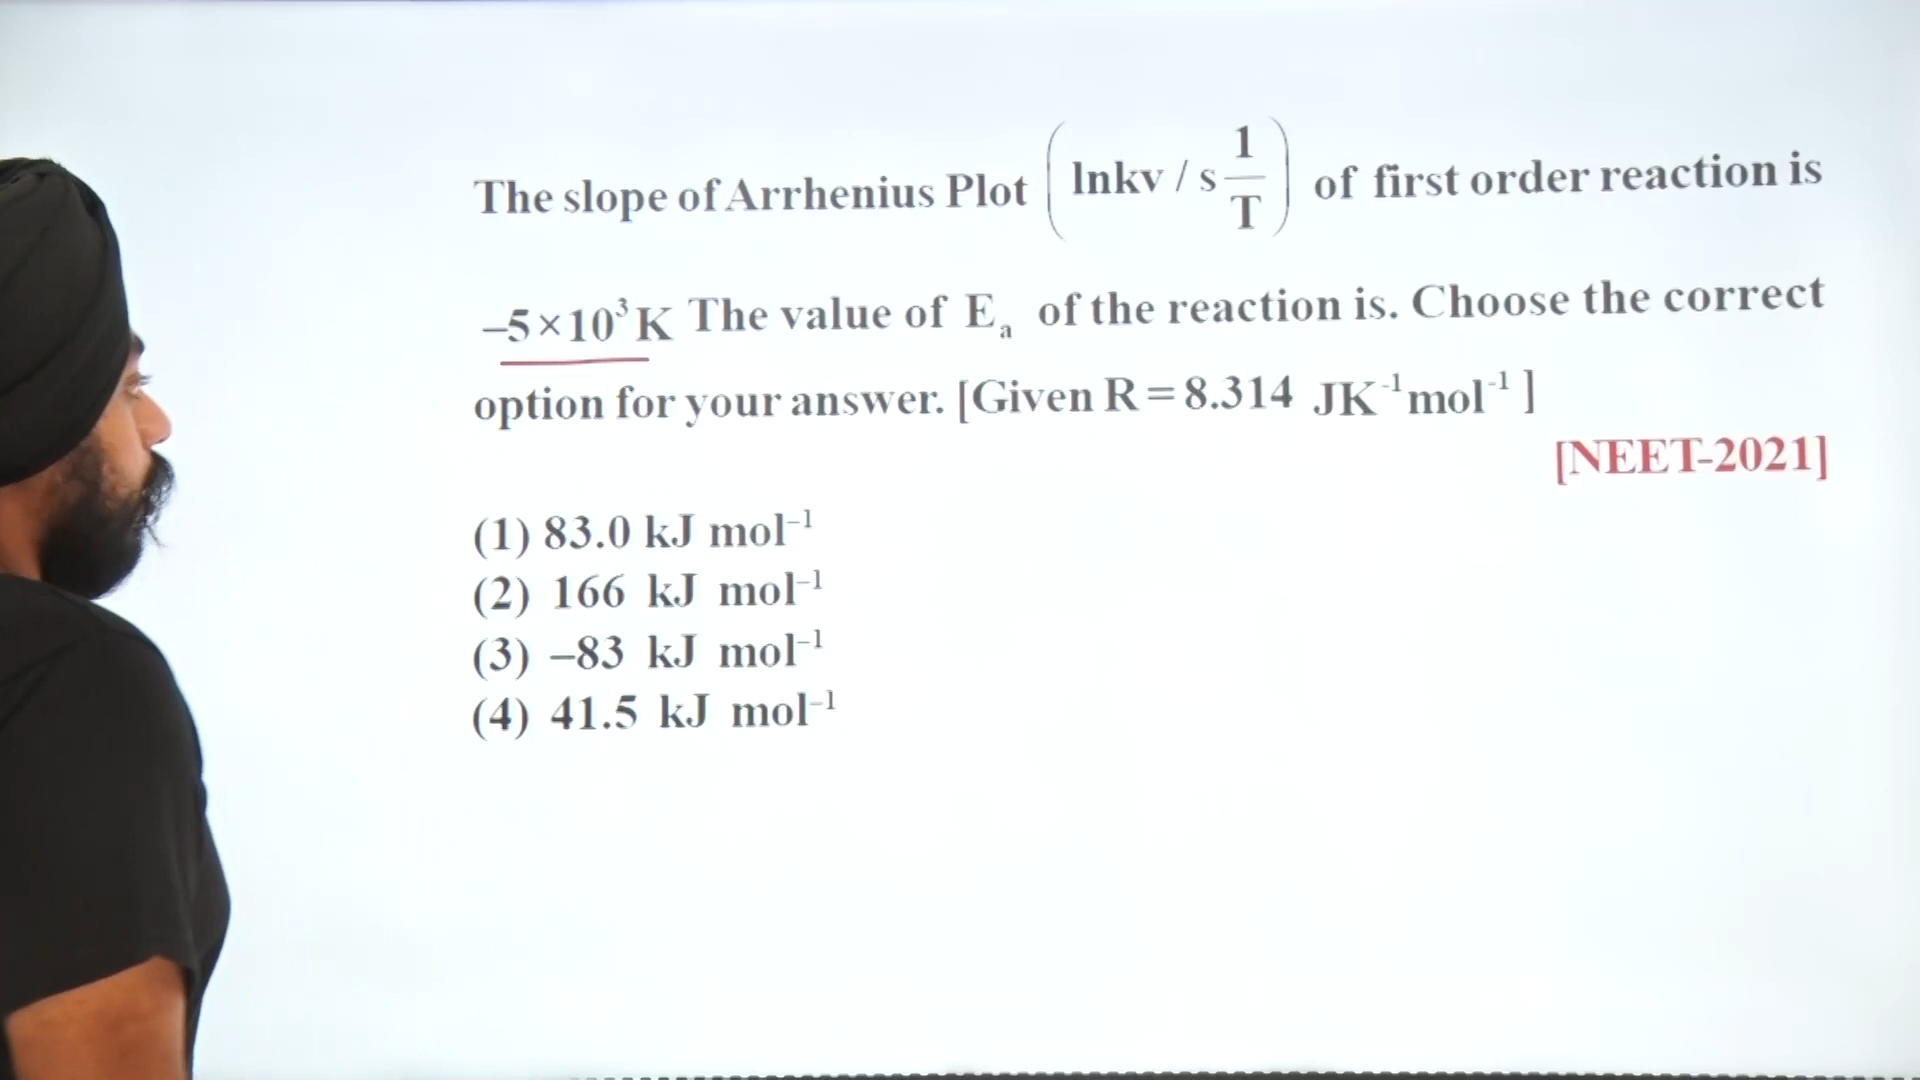 The slope of Arrhenius Plot (lnkv / s 1/T) of first order reaction is
–5×10³K The value of Eₐ of the reaction is. Choose the correct
option for your answer. [Given R=8.314 JK⁻¹mol⁻¹ ]
[NEET-2021]
(1) 83.0 kJ mol⁻¹
(2) 166 kJ mol⁻¹
(3) –83 kJ mol⁻¹
(4) 41.5 kJ mol⁻¹